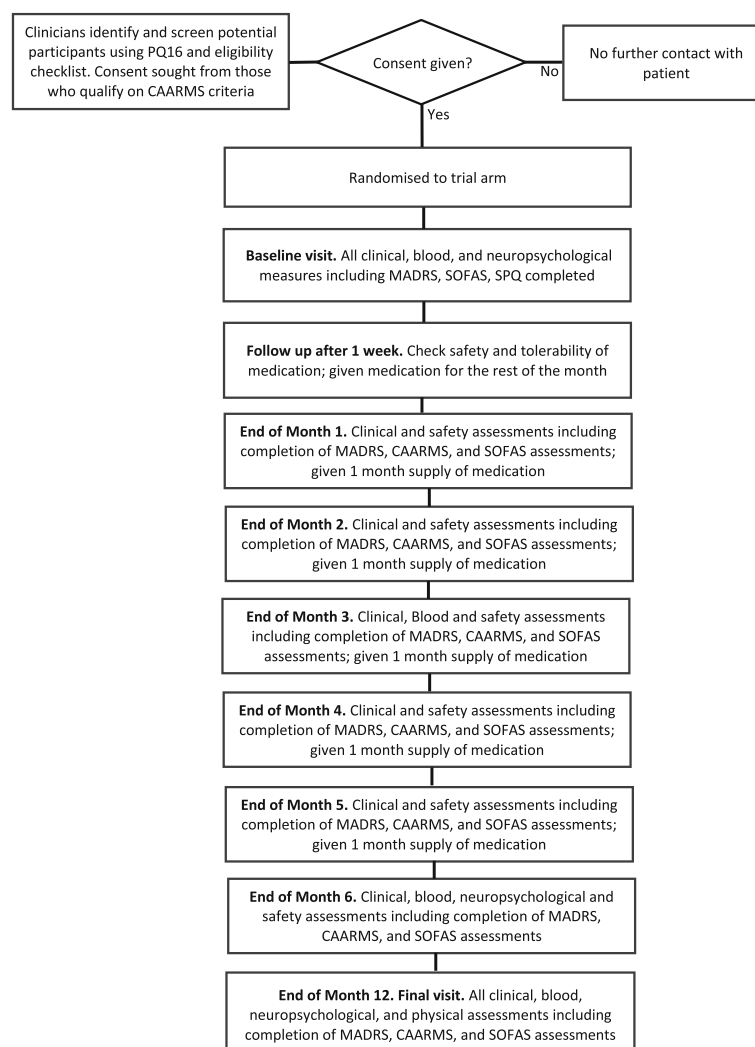 Clinicians identify and screen potential
participants using PQ16 and eligibility
checklist. Consent sought from those
who qualify on CAARMS criteria
Consent given?
No
No further contact with
patient
Yes
Randomised to trial arm
Baseline visit. All clinical, blood, and neuropsychological
measures including MADRS, SOFAS, SPQ completed
Follow up after 1 week. Check safety and tolerability of
medication; given medication for the rest of the month
End of Month 1. Clinical and safety assessments including
completion of MADRS, CAARMS, and SOFAS assessments;
given 1 month supply of medication
End of Month 2. Clinical and safety assessments including
completion of MADRS, CAARMS, and SOFAS assessments;
given 1 month supply of medication
End of Month 3. Clinical, Blood and safety assessments
including completion of MADRS, CAARMS, and SOFAS
assessments; given 1 month supply of medication
End of Month 4. Clinical and safety assessments including
completion of MADRS, CAARMS, and SOFAS assessments;
given 1 month supply of medication
End of Month 5. Clinical and safety assessments including
completion of MADRS, CAARMS, and SOFAS assessments;
given 1 month supply of medication
End of Month 6. Clinical, blood, neuropsychological and
safety assessments including completion of MADRS,
CAARMS, and SOFAS assessments
End of Month 12. Final visit. All clinical, blood,
neuropsychological, and physical assessments including
completion of MADRS, CAARMS, and SOFAS assessments